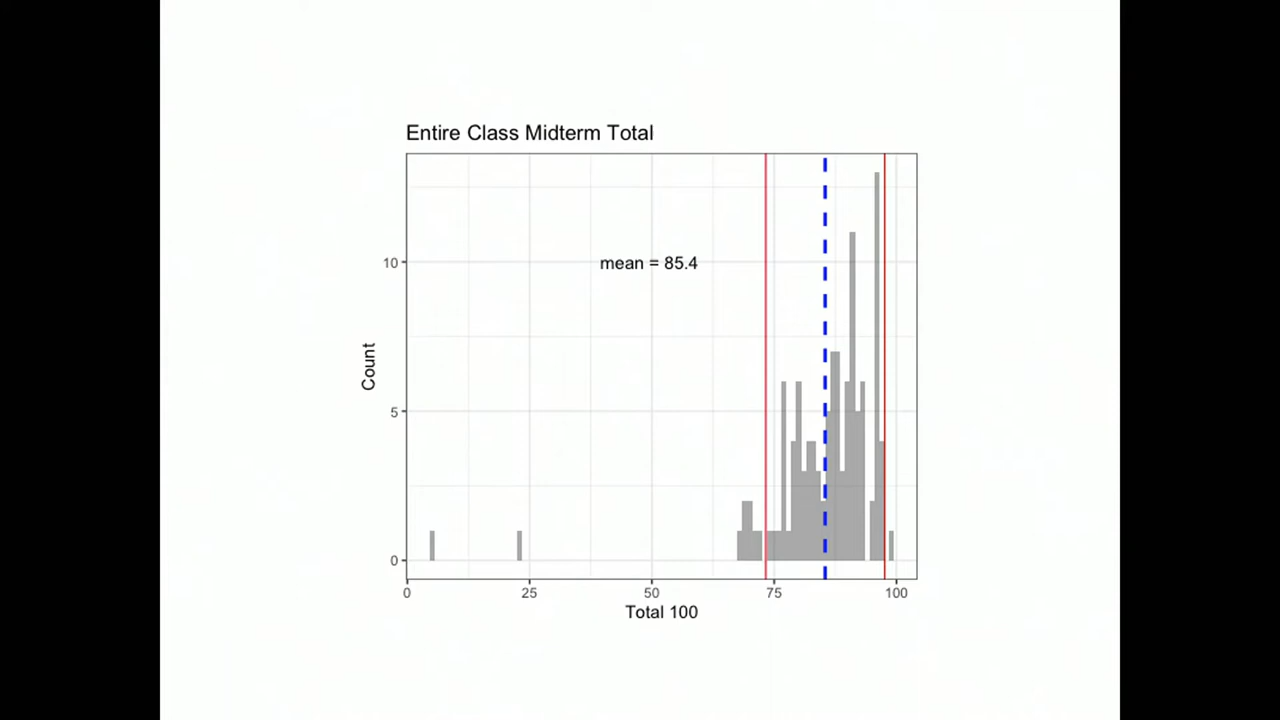 Entire Class Midterm Total
mean = 85.4
Count
10
5
0
0 25 50 75 100
Total 100